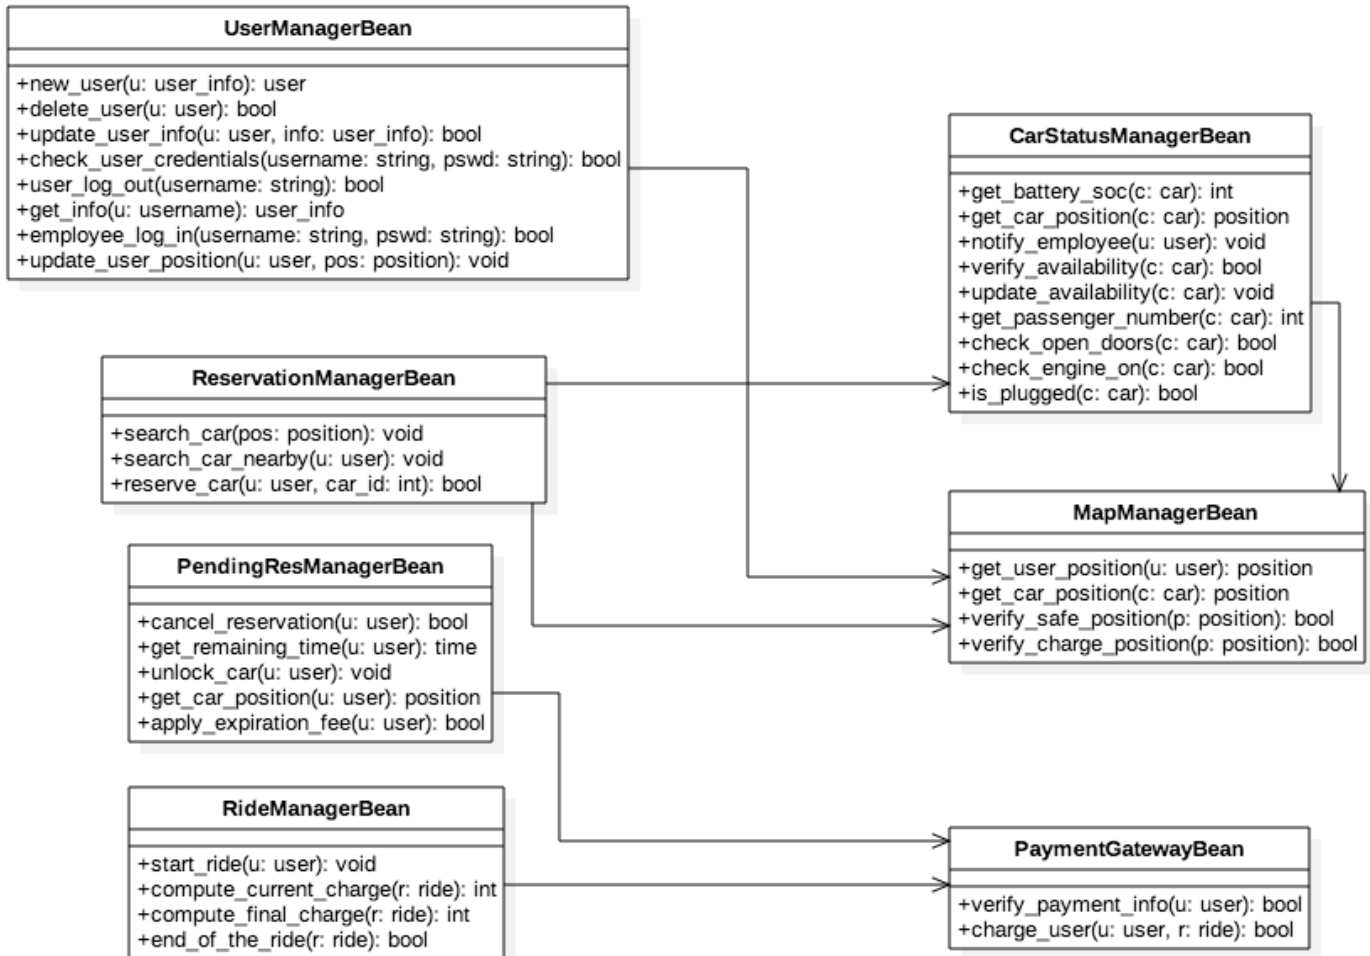 UserManagerBean
+new_user(u: user_info): user
+delete_user(u: user): bool
+update_user_info(u: user, info: user_info): bool
+check_user_credentials(username: string, pswd: string): bool
+user_log_out(username: string): bool
+get_info(u: username): user_info
+employee_log_in(username: string, pswd: string): bool
+update_user_position(u: user, pos: position): void
CarStatusManagerBean
+get_battery_soc(c: car): int
+get_car_position(c: car): position
+notify_employee(u: user): void
+verify_availability(c: car): bool
+update_availability(c: car): void
+get_passenger_number(c: car): int
+check_open_doors(c: car): bool
+check_engine_on(c: car): bool
+is_plugged(c: car): bool
ReservationManagerBean
+search_car(pos: position): void
+search_car_nearby(u: user): void
+reserve_car(u: user, car_id: int): bool
MapManagerBean
+get_user_position(u: user): position
+get_car_position(c: car): position
+verify_safe_position(p: position): bool
+verify_charge_position(p: position): bool
PendingResManagerBean
+cancel_reservation(u: user): bool
+get_remaining_time(u: user): time
+unlock_car(u: user): void
+get_car_position(u: user): position
+apply_expiration_fee(u: user): bool
RideManagerBean
+start_ride(u: user): void
+compute_current_charge(r: ride): int
+compute_final_charge(r: ride): int
+end_of_the_ride(r: ride): bool
PaymentGatewayBean
+verify_payment_info(u: user): bool
+charge_user(u: user, r: ride): bool